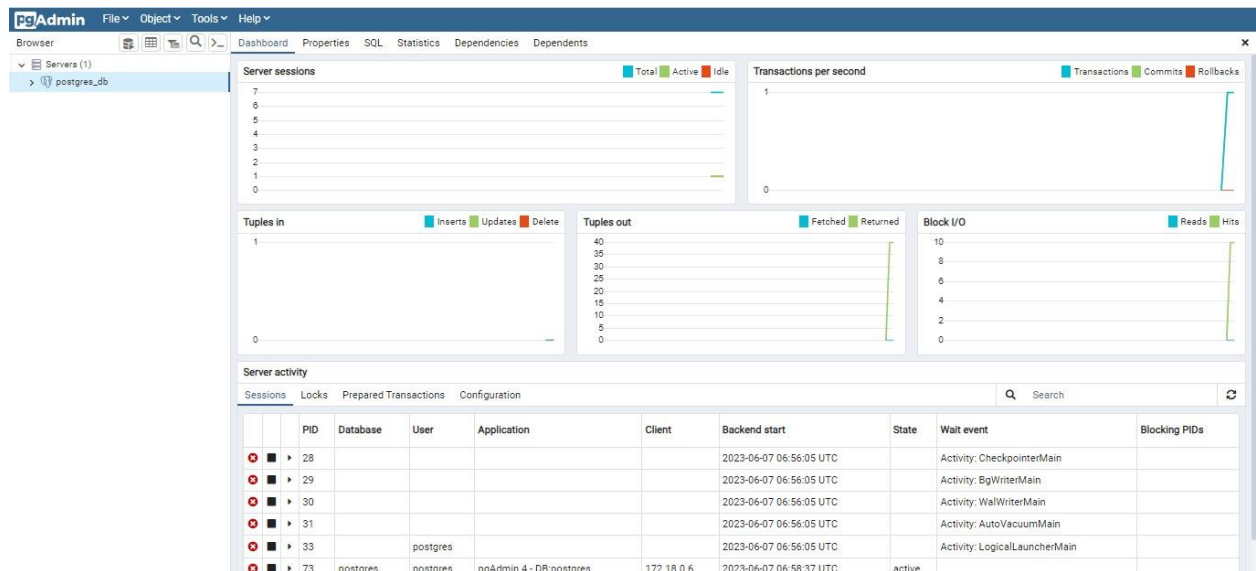 pgAdmin File Object Tools Help
Browser Dashboard Properties SQL Statistics Dependencies Dependents
Servers (1)
postgres_db
Server sessions Total Active Idle
7
6
5
4
3
2
1
0
Transactions per second Transactions Commits Rollbacks
1
0
Tuples in Inserts Updates Delete
1
0
Tuples out Fetched Returned
40
35
30
25
20
15
10
5
0
Block I/O Reads Hits
10
8
6
4
2
0
Server activity
Sessions Locks Prepared Transactions Configuration Search
PID Database User Application Client Backend start State Wait event Blocking PIDs
28 2023-06-07 06:56:05 UTC Activity: CheckpointerMain
29 2023-06-07 06:56:05 UTC Activity: BgWriterMain
30 2023-06-07 06:56:05 UTC Activity: WalWriterMain
31 2023-06-07 06:56:05 UTC Activity: AutoVacuumMain
33 postgres 2023-06-07 06:56:05 UTC Activity: LogicalLauncherMain
73 postgres postgres pgAdmin 4 - DB:postgres 172.18.0.6 2023-06-07 06:58:37 UTC active